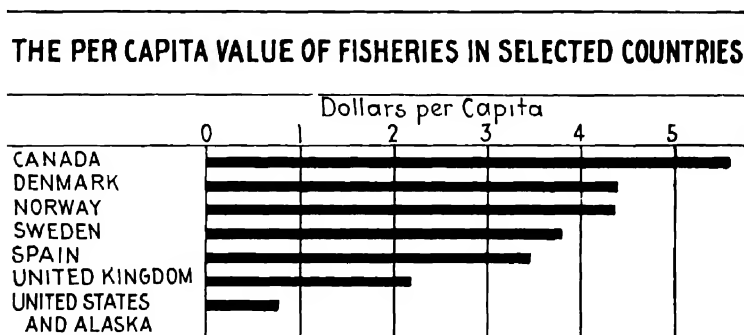 THE PER CAPITA VALUE OF FISHERIES IN SELECTED COUNTRIES
Dollars per Capita
0 1 2 3 4 5
CANADA
DENMARK
NORWAY
SWEDEN
SPAIN
UNITED KINGDOM
UNITED STATES
AND ALASKA